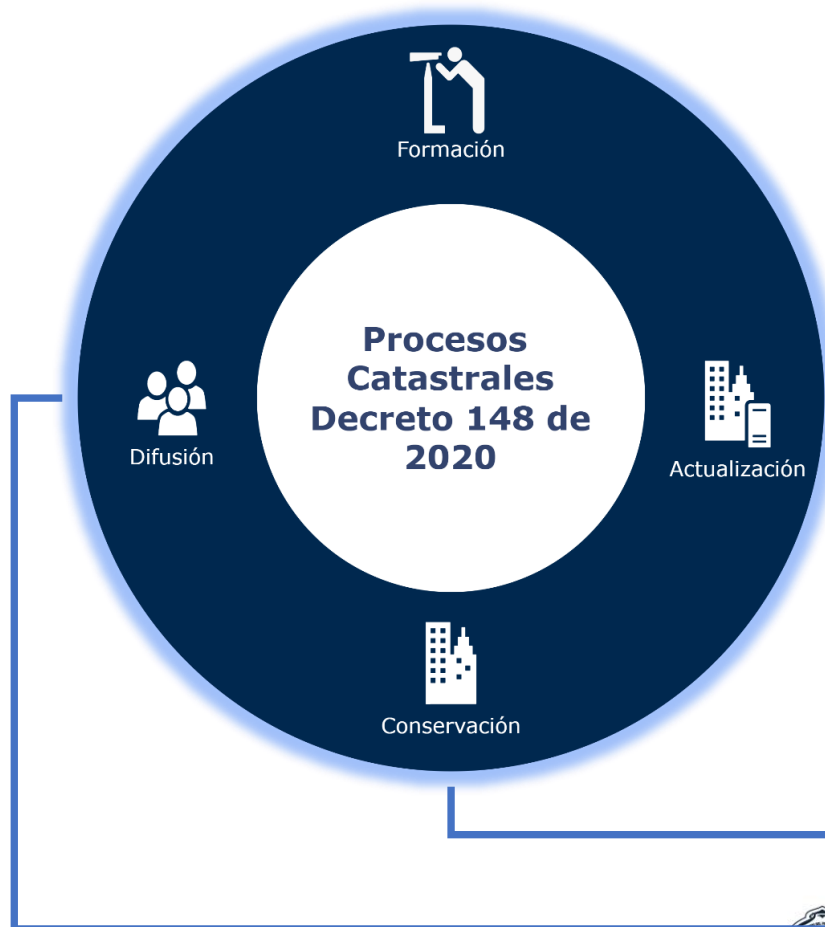 Formación
Procesos
Catastrales
Decreto 148 de
2020
Difusión
Actualización
Conservación